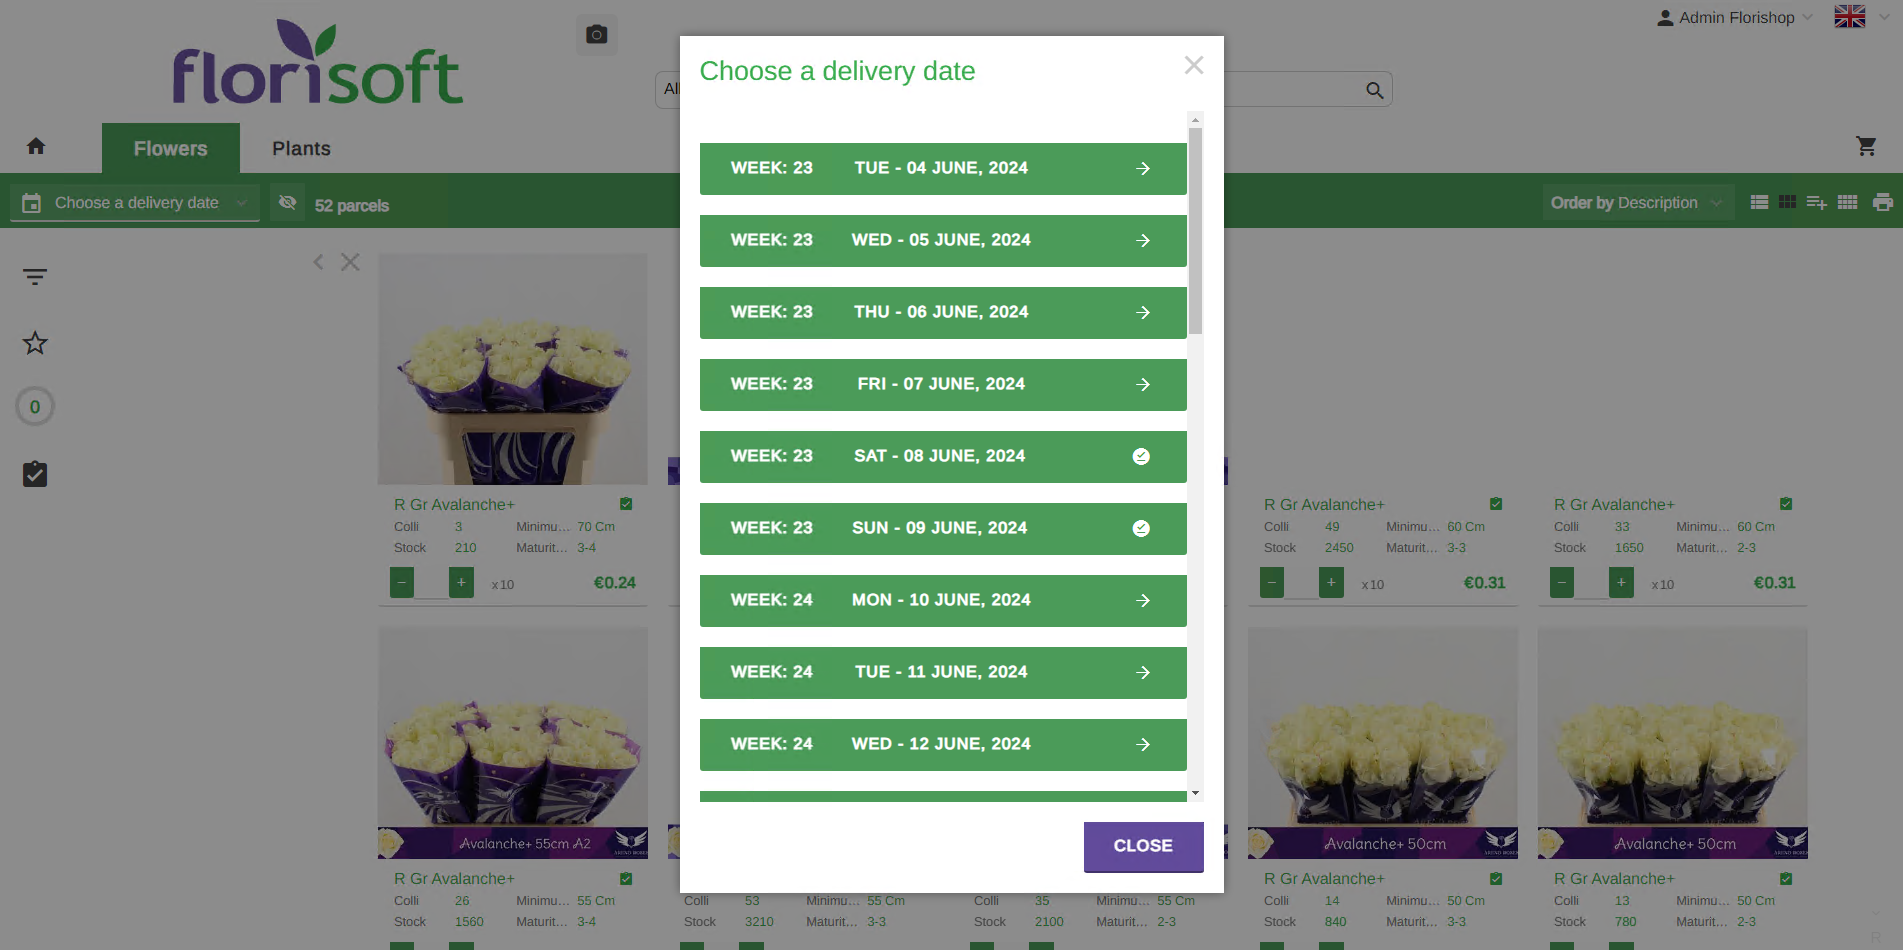 florisoft
Admin Florishop
Choose a delivery date
All
Flowers
Plants
Choose a delivery date
52 parcels
Order by Description
WEEK: 23 TUE - 04 JUNE, 2024
WEEK: 23 WED - 05 JUNE, 2024
WEEK: 23 THU - 06 JUNE, 2024
WEEK: 23 FRI - 07 JUNE, 2024
WEEK: 23 SAT - 08 JUNE, 2024
WEEK: 23 SUN - 09 JUNE, 2024
WEEK: 24 MON - 10 JUNE, 2024
WEEK: 24 TUE - 11 JUNE, 2024
WEEK: 24 WED - 12 JUNE, 2024
CLOSE
0
R Gr Avalanche+
Colli 3 Minimu... 70 Cm
Stock 210 Maturit... 3-4
− + x10 €0.24
R Gr Avalanche+
Colli 49 Minimu... 60 Cm
Stock 2450 Maturit... 3-3
− + x10 €0.31
R Gr Avalanche+
Colli 33 Minimu... 60 Cm
Stock 1650 Maturit... 2-3
− + x10 €0.31
Avalanche+ 55cm A2
R Gr Avalanche+
Colli 26 Minimu... 55 Cm
Stock 1560 Maturit... 3-4
Colli 53 Minimu... 55 Cm
Stock 3210 Maturit... 3-3
Colli 35 Minimu... 55 Cm
Stock 2100 Maturit... 2-3
Avalanche+ 50cm
R Gr Avalanche+
Colli 14 Minimu... 50 Cm
Stock 840 Maturit... 3-3
Avalanche+ 50cm
R Gr Avalanche+
Colli 13 Minimu... 50 Cm
Stock 780 Maturit... 2-3